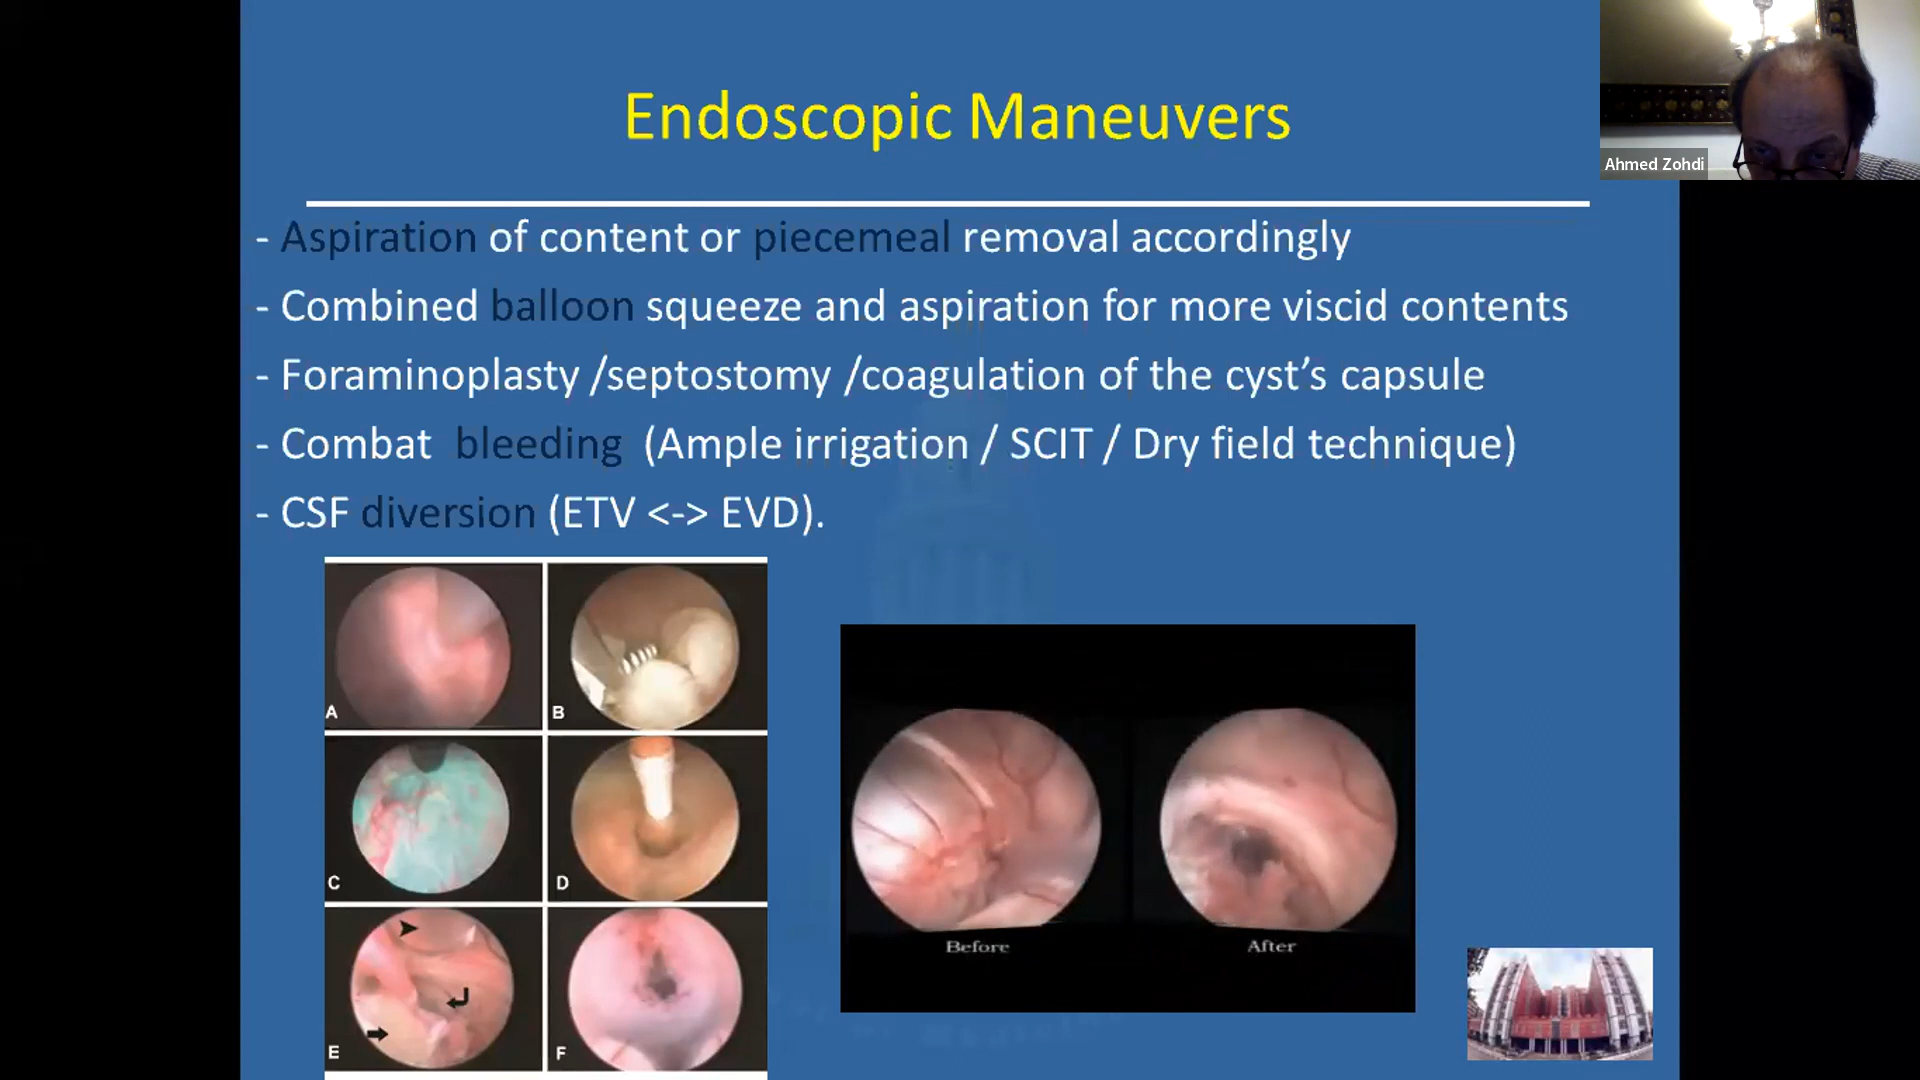 Endoscopic Maneuvers
Ahmed Zohdi
- Aspiration of content or piecemeal removal accordingly
- Combined balloon squeeze and aspiration for more viscid contents
- Foraminoplasty /septostomy /coagulation of the cyst’s capsule
- Combat bleeding (Ample irrigation / SCIT / Dry field technique)
- CSF diversion (ETV <-> EVD).
A
B
C
D
E
F
Before
After